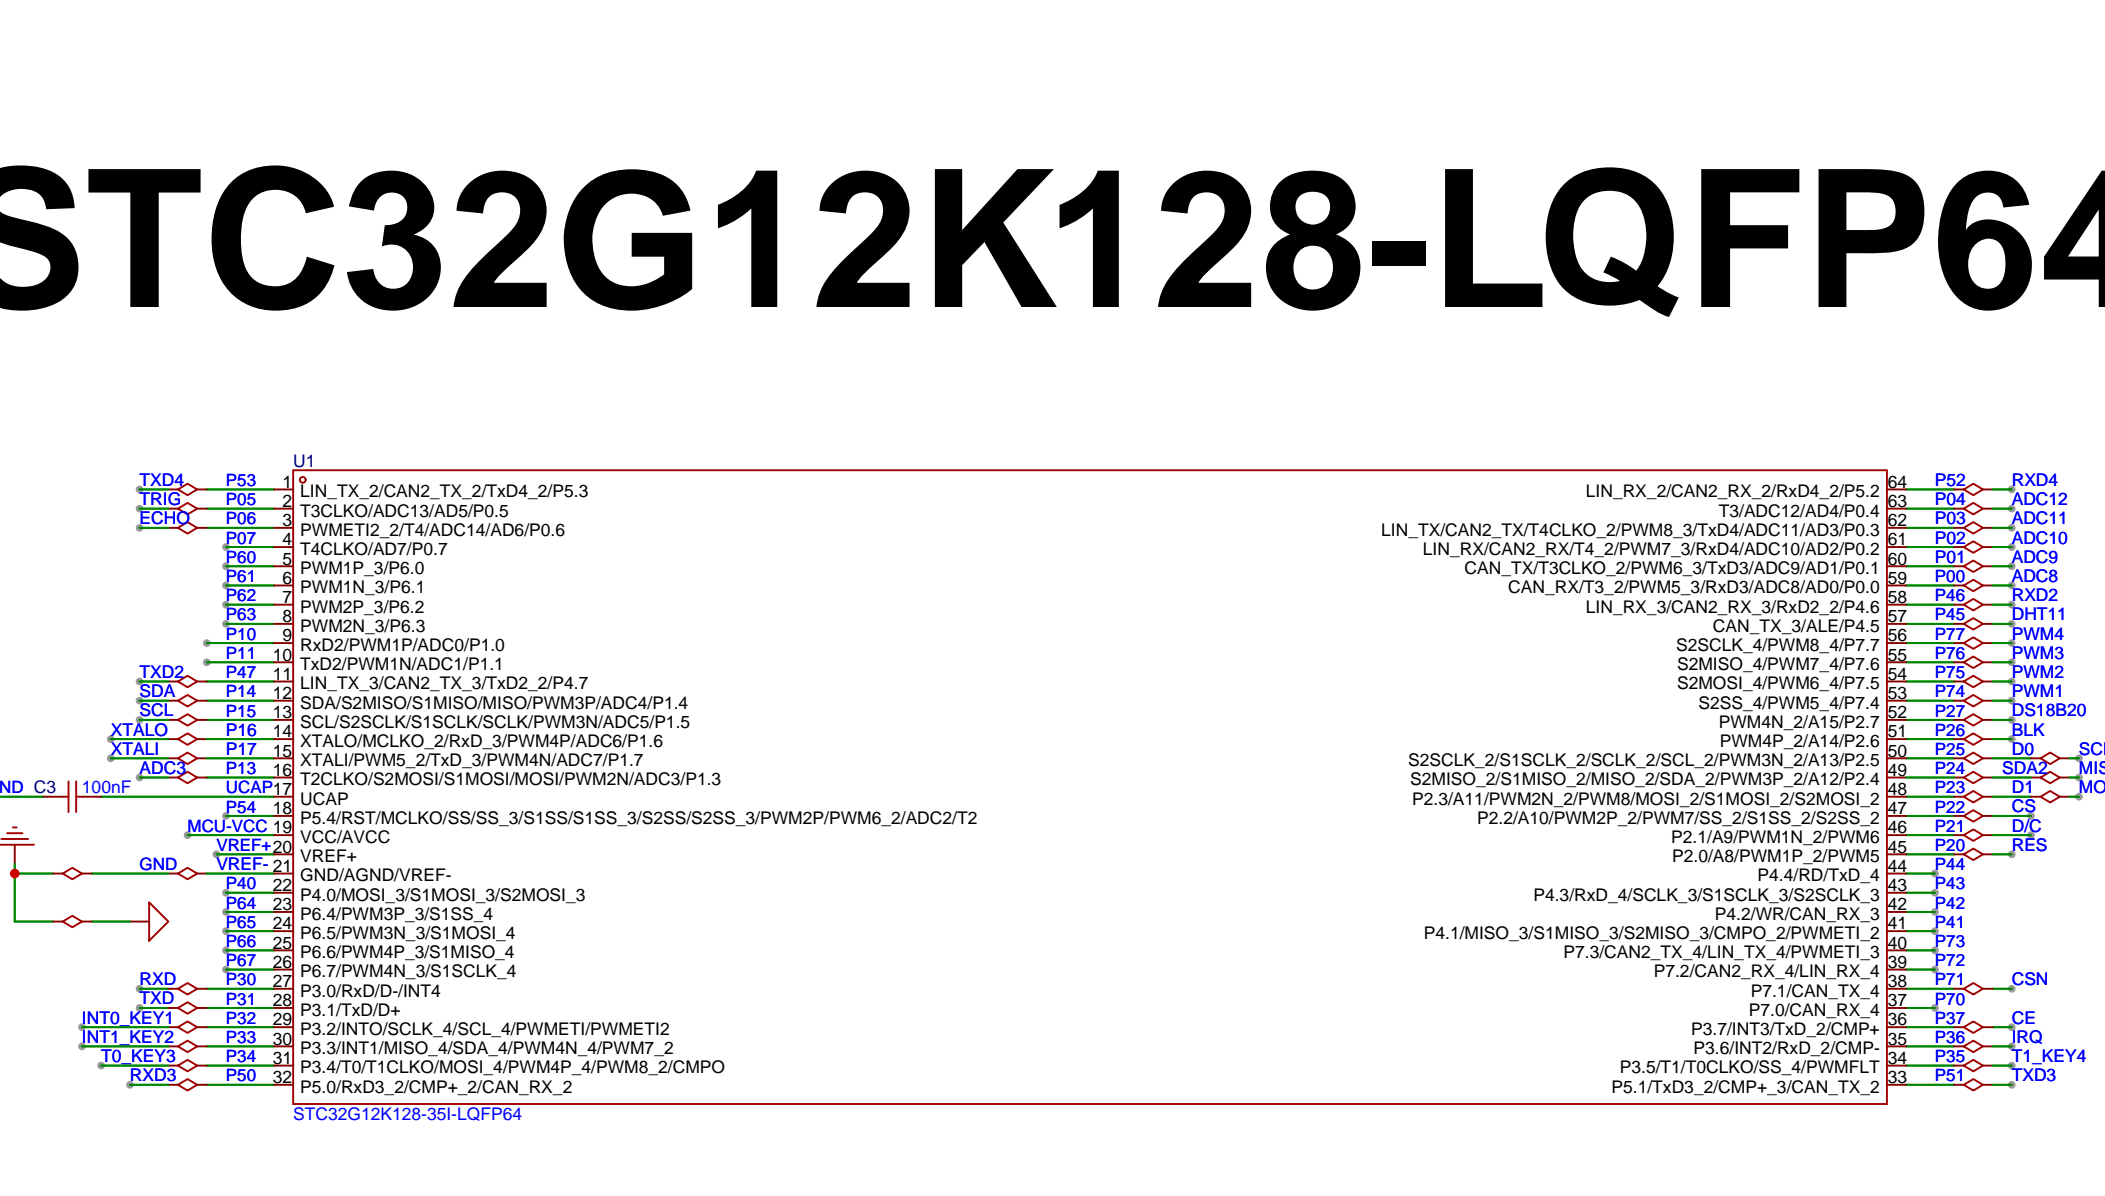 STC32G12K128-LQFP64
U1
TXD4 P53 1 LIN_TX_2/CAN2_TX_2/TxD4_2/P5.3
TRIG P05 2 T3CLKO/ADC13/AD5/P0.5
ECHO P06 3 PWMETI2_2/T4/ADC14/AD6/P0.6
P07 4 T4CLKO/AD7/P0.7
P60 5 PWM1P_3/P6.0
P61 6 PWM1N_3/P6.1
P62 7 PWM2P_3/P6.2
P63 8 PWM2N_3/P6.3
P10 9 RxD2/PWM1P/ADC0/P1.0
P11 10 TxD2/PWM1N/ADC1/P1.1
TXD2 P47 11 LIN_TX_3/CAN2_TX_3/TxD2_2/P4.7
SDA P14 12 SDA/S2MISO/S1MISO/MISO/PWM3P/ADC4/P1.4
SCL P15 13 SCL/S2SCLK/S1SCLK/SCLK/PWM3N/ADC5/P1.5
XTALO P16 14 XTALO/MCLKO_2/RxD_3/PWM4P/ADC6/P1.6
XTALI P17 15 XTALI/PWM5_2/TxD_3/PWM4N/ADC7/P1.7
ADC3 P13 16 T2CLKO/S2MOSI/S1MOSI/MOSI/PWM2N/ADC3/P1.3
ND C3 100nF UCAP 17 UCAP
P54 18 P5.4/RST/MCLKO/SS/SS_3/S1SS/S1SS_3/S2SS/S2SS_3/PWM2P/PWM6_2/ADC2/T2
MCU-VCC 19 VCC/AVCC
VREF+ 20 VREF+
GND VREF- 21 GND/AGND/VREF-
P40 22 P4.0/MOSI_3/S1MOSI_3/S2MOSI_3
P64 23 P6.4/PWM3P_3/S1SS_4
P65 24 P6.5/PWM3N_3/S1MOSI_4
P66 25 P6.6/PWM4P_3/S1MISO_4
P67 26 P6.7/PWM4N_3/S1SCLK_4
RXD P30 27 P3.0/RxD/D-/INT4
TXD P31 28 P3.1/TxD/D+
INT0_KEY1 P32 29 P3.2/INTO/SCLK_4/SCL_4/PWMETI/PWMETI2
INT1_KEY2 P33 30 P3.3/INT1/MISO_4/SDA_4/PWM4N_4/PWM7_2
T0_KEY3 P34 31 P3.4/T0/T1CLKO/MOSI_4/PWM4P_4/PWM8_2/CMPO
RXD3 P50 32 P5.0/RxD3_2/CMP+_2/CAN_RX_2
LIN_RX_2/CAN2_RX_2/RxD4_2/P5.2 64 P52 RXD4
T3/ADC12/AD4/P0.4 63 P04 ADC12
LIN_TX/CAN2_TX/T4CLKO_2/PWM8_3/TxD4/ADC11/AD3/P0.3 62 P03 ADC11
LIN_RX/CAN2_RX/T4_2/PWM7_3/RxD4/ADC10/AD2/P0.2 61 P02 ADC10
CAN_TX/T3CLKO_2/PWM6_3/TxD3/ADC9/AD1/P0.1 60 P01 ADC9
CAN_RX/T3_2/PWM5_3/RxD3/ADC8/AD0/P0.0 59 P00 ADC8
LIN_RX_3/CAN2_RX_3/RxD2_2/P4.6 58 P46 RXD2
CAN_TX_3/ALE/P4.5 57 P45 DHT11
S2SCLK_4/PWM8_4/P7.7 56 P77 PWM4
S2MISO_4/PWM7_4/P7.6 55 P76 PWM3
S2MOSI_4/PWM6_4/P7.5 54 P75 PWM2
S2SS_4/PWM5_4/P7.4 53 P74 PWM1
PWM4N_2/A15/P2.7 52 P27 DS18B20
PWM4P_2/A14/P2.6 51 P26 BLK
S2SCLK_2/S1SCLK_2/SCLK_2/SCL_2/PWM3N_2/A13/P2.5 50 P25 D0 SCI
S2MISO_2/S1MISO_2/MISO_2/SDA_2/PWM3P_2/A12/P2.4 49 P24 SDA2 MIS
P2.3/A11/PWM2N_2/PWM8/MOSI_2/S1MOSI_2/S2MOSI_2 48 P23 D1 MO
P2.2/A10/PWM2P_2/PWM7/SS_2/S1SS_2/S2SS_2 47 P22 CS
P2.1/A9/PWM1N_2/PWM6 46 P21 D/C
P2.0/A8/PWM1P_2/PWM5 45 P20 RES
P4.4/RD/TxD_4 44 P44
P4.3/RxD_4/SCLK_3/S1SCLK_3/S2SCLK_3 43 P43
P4.2/WR/CAN_RX_3 42 P42
P4.1/MISO_3/S1MISO_3/S2MISO_3/CMPO_2/PWMETI_2 41 P41
P7.3/CAN2_TX_4/LIN_TX_4/PWMETI_3 40 P73
P7.2/CAN2_RX_4/LIN_RX_4 39 P72
P7.1/CAN_TX_4 38 P71 CSN
P7.0/CAN_RX_4 37 P70
P3.7/INT3/TxD_2/CMP+ 36 P37 CE
P3.6/INT2/RxD_2/CMP- 35 P36 IRQ
P3.5/T1/T0CLKO/SS_4/PWMFLT 34 P35 T1_KEY4
P5.1/TxD3_2/CMP+_3/CAN_TX_2 33 P51 TXD3
STC32G12K128-35I-LQFP64